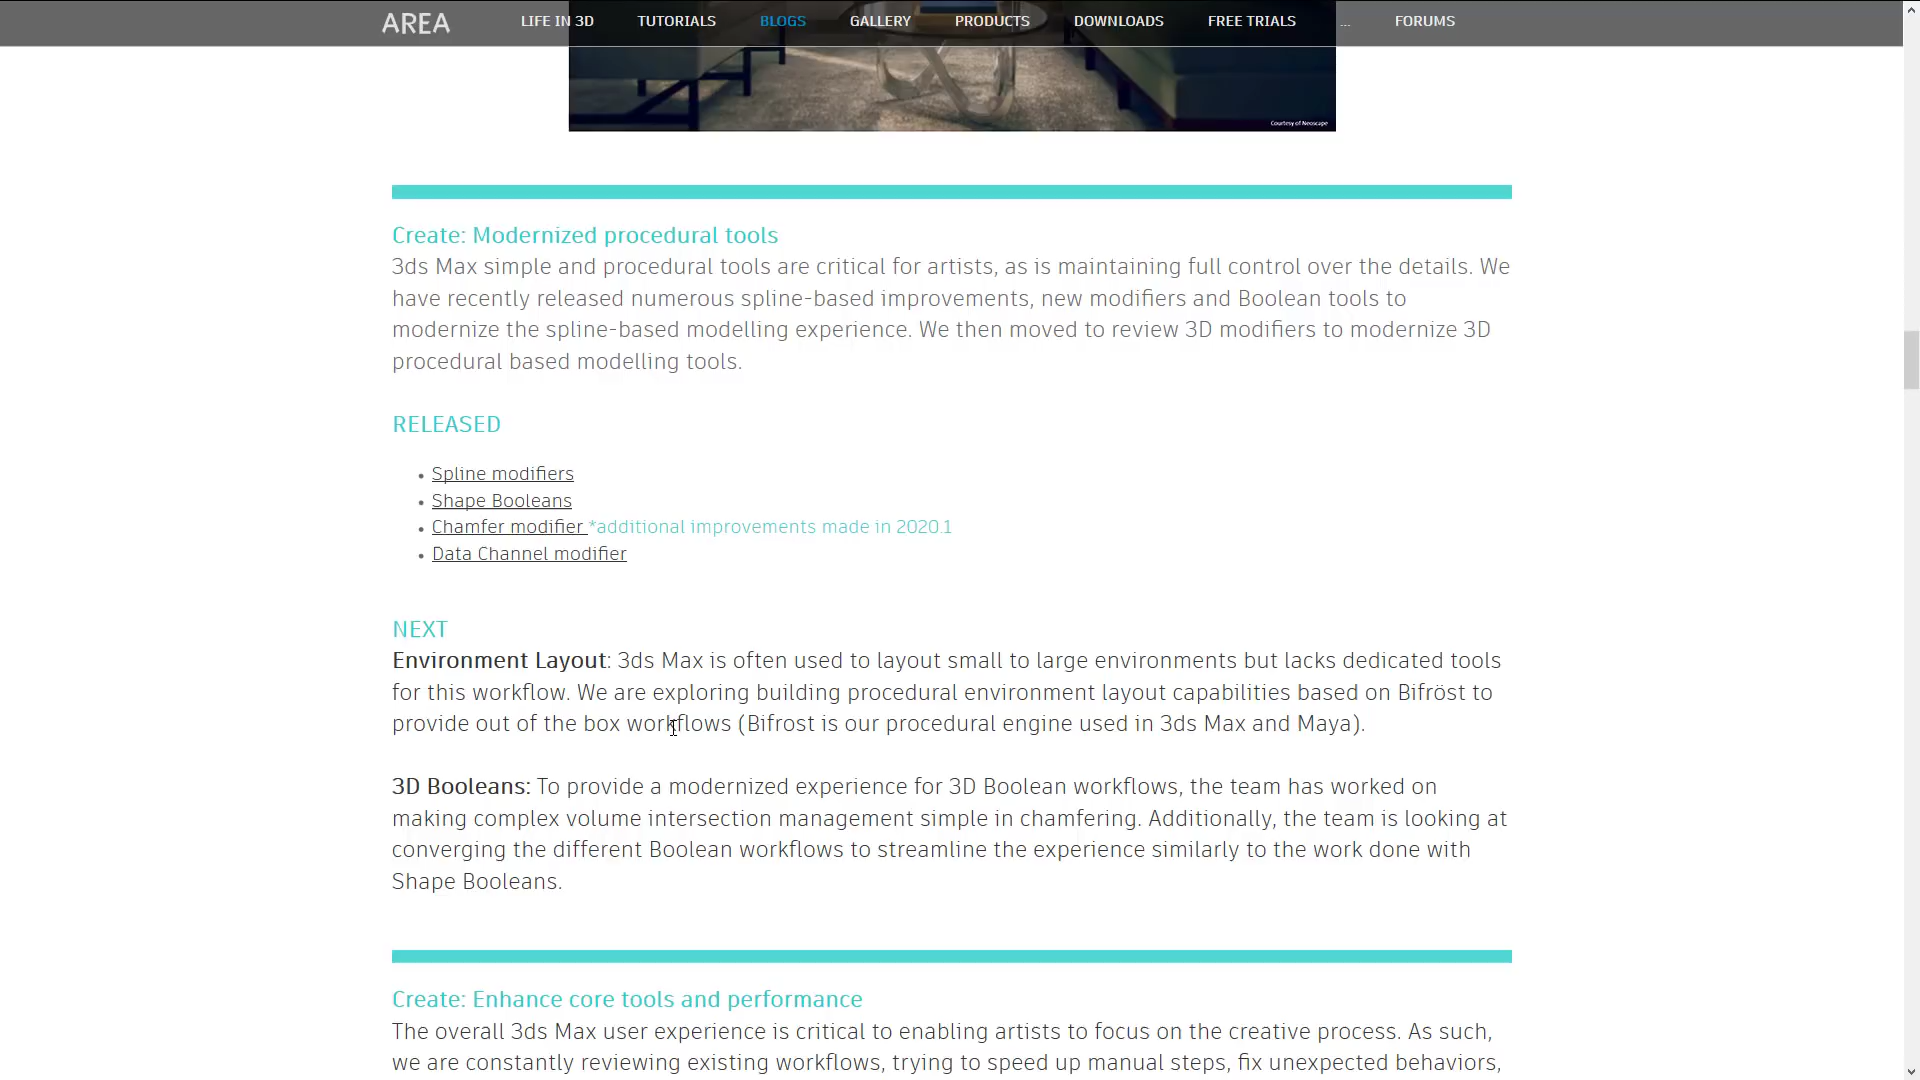 AREA LIFE IN 3D TUTORIALS BLOGS GALLERY PRODUCTS DOWNLOADS FREE TRIALS ... FORUMS
Courtesy of Neoscape
Create: Modernized procedural tools
3ds Max simple and procedural tools are critical for artists, as is maintaining full control over the details. We
have recently released numerous spline-based improvements, new modifiers and Boolean tools to
modernize the spline-based modelling experience. We then moved to review 3D modifiers to modernize 3D
procedural based modelling tools.
RELEASED
• Spline modifiers
• Shape Booleans
• Chamfer modifier *additional improvements made in 2020.1
• Data Channel modifier
NEXT
Environment Layout: 3ds Max is often used to layout small to large environments but lacks dedicated tools
for this workflow. We are exploring building procedural environment layout capabilities based on Bifröst to
provide out of the box workflows (Bifrost is our procedural engine used in 3ds Max and Maya).
3D Booleans: To provide a modernized experience for 3D Boolean workflows, the team has worked on
making complex volume intersection management simple in chamfering. Additionally, the team is looking at
converging the different Boolean workflows to streamline the experience similarly to the work done with
Shape Booleans.
Create: Enhance core tools and performance
The overall 3ds Max user experience is critical to enabling artists to focus on the creative process. As such,
we are constantly reviewing existing workflows, trying to speed up manual steps, fix unexpected behaviors,